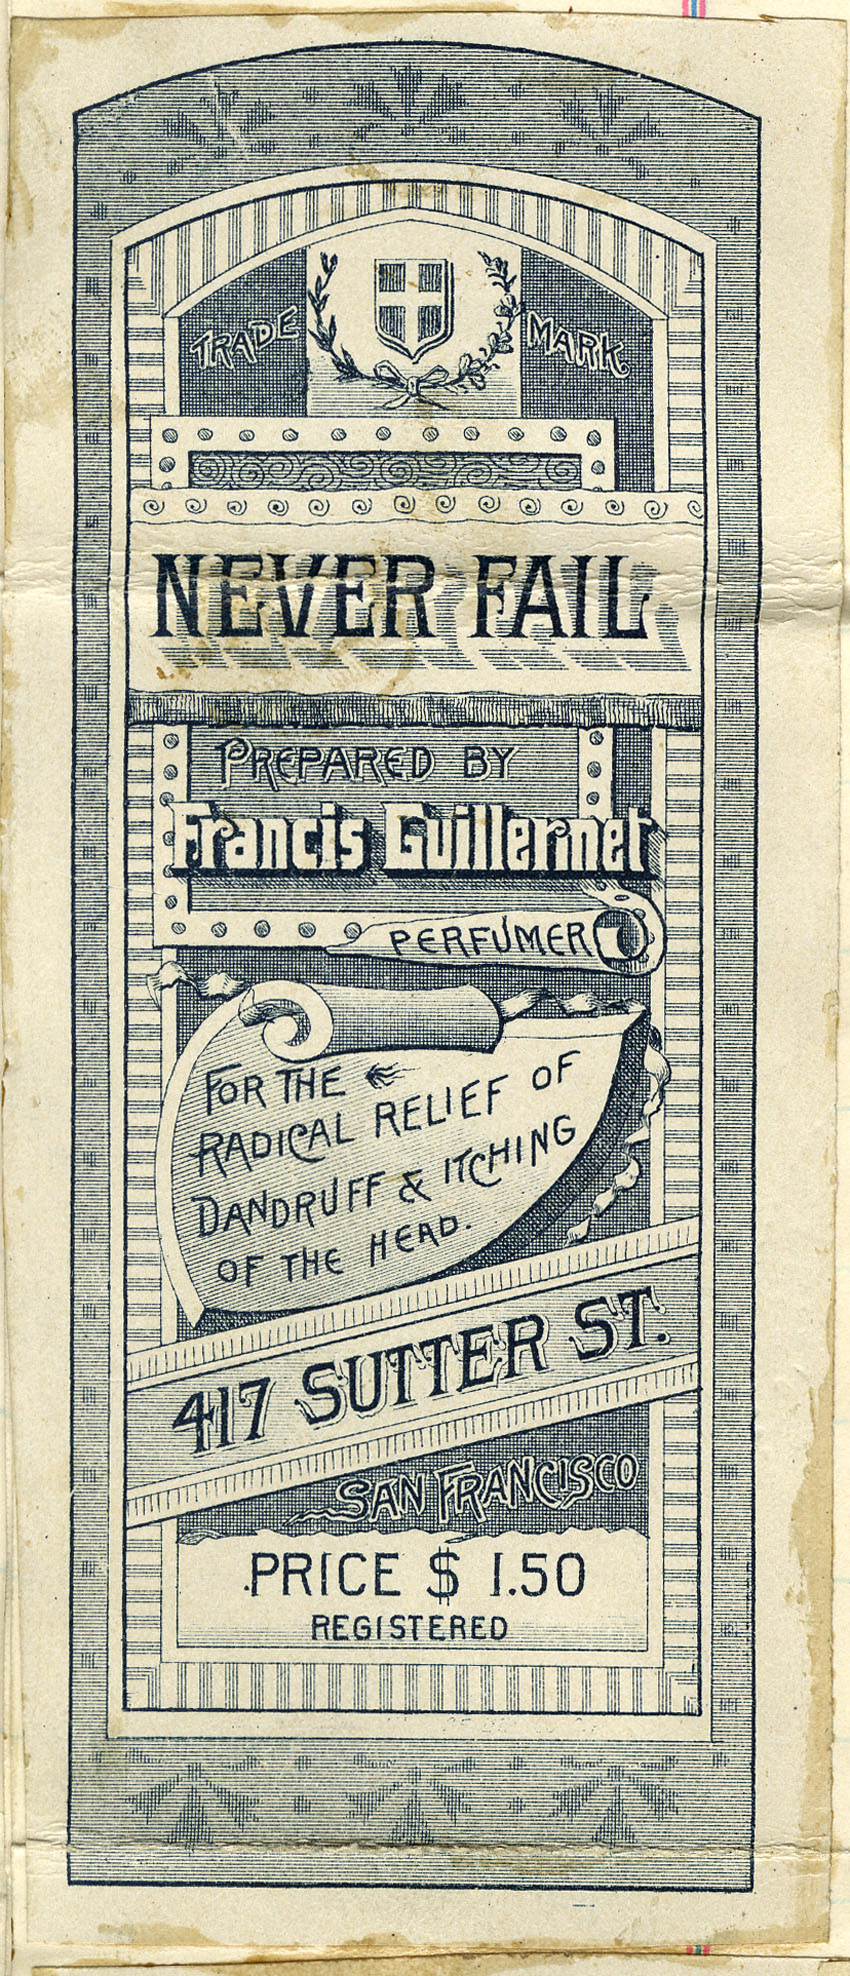 TRADE MARK
NEVER FAIL
PREPARED BY
Francis Guillermet
PERFUMER
FOR THE
RADICAL RELIEF OF
DANDRUFF & ITCHING
OF THE HEAD.
417 SUTTER ST.
SAN FRANCISCO
PRICE $ 1.50
REGISTERED